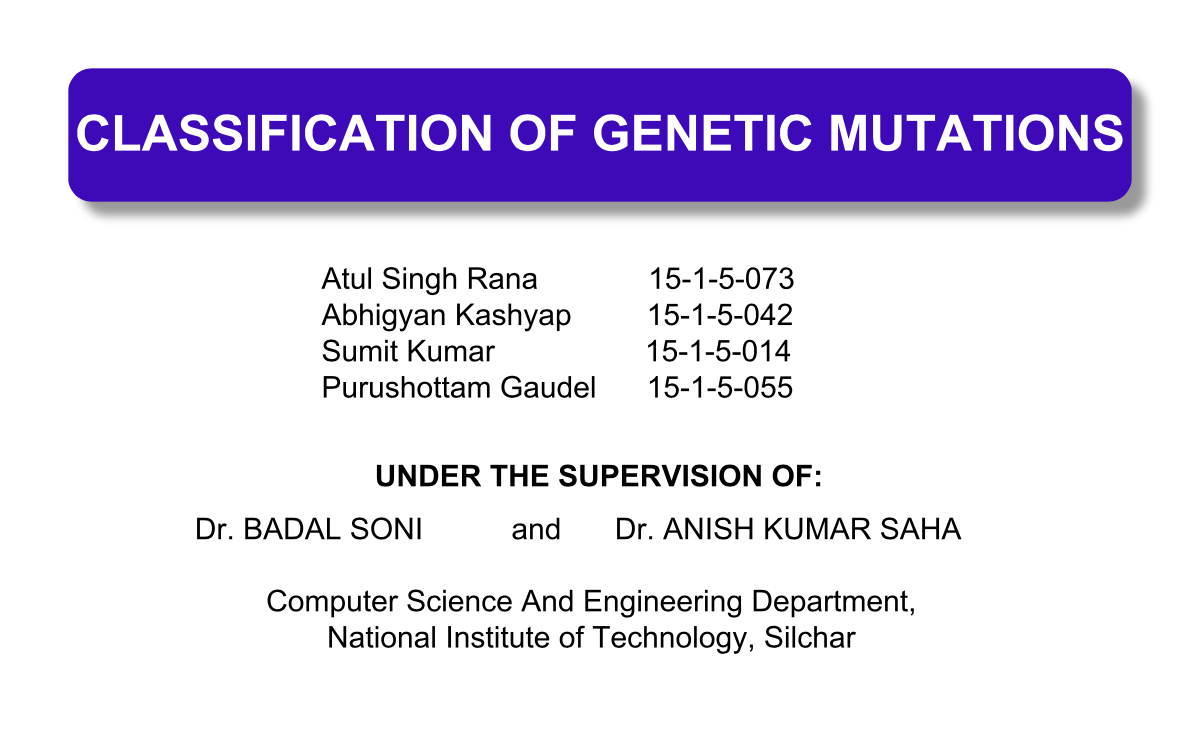 CLASSIFICATION OF GENETIC MUTATIONS
Atul Singh Rana 15-1-5-073
Abhigyan Kashyap 15-1-5-042
Sumit Kumar 15-1-5-014
Purushottam Gaudel 15-1-5-055
UNDER THE SUPERVISION OF:
Dr. BADAL SONI and Dr. ANISH KUMAR SAHA
Computer Science And Engineering Department,
National Institute of Technology, Silchar